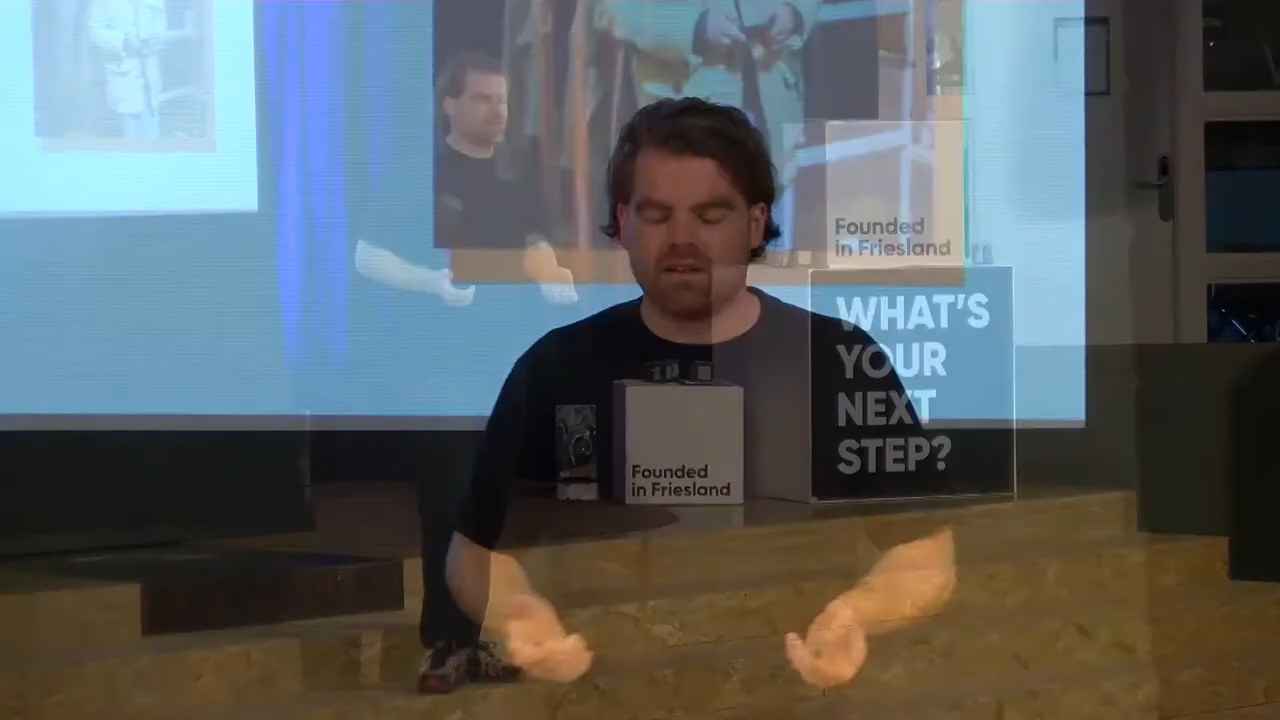 Founded
in Friesland
WHAT'S
YOUR
NEXT
STEP?
Founded
in Friesland